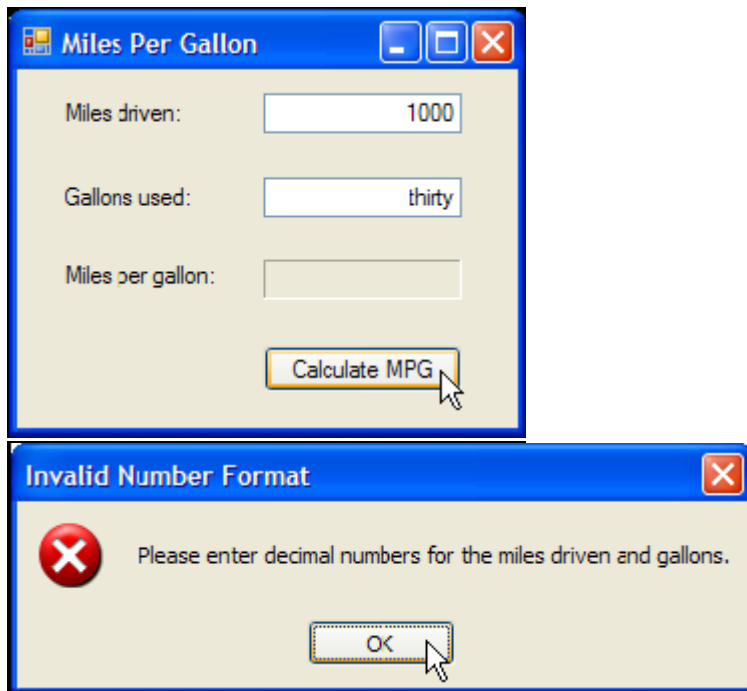 Miles Per Gallon
Miles driven: 1000
Gallons used: thirty
Miles per gallon:
Calculate MPG
Invalid Number Format
Please enter decimal numbers for the miles driven and gallons.
OK